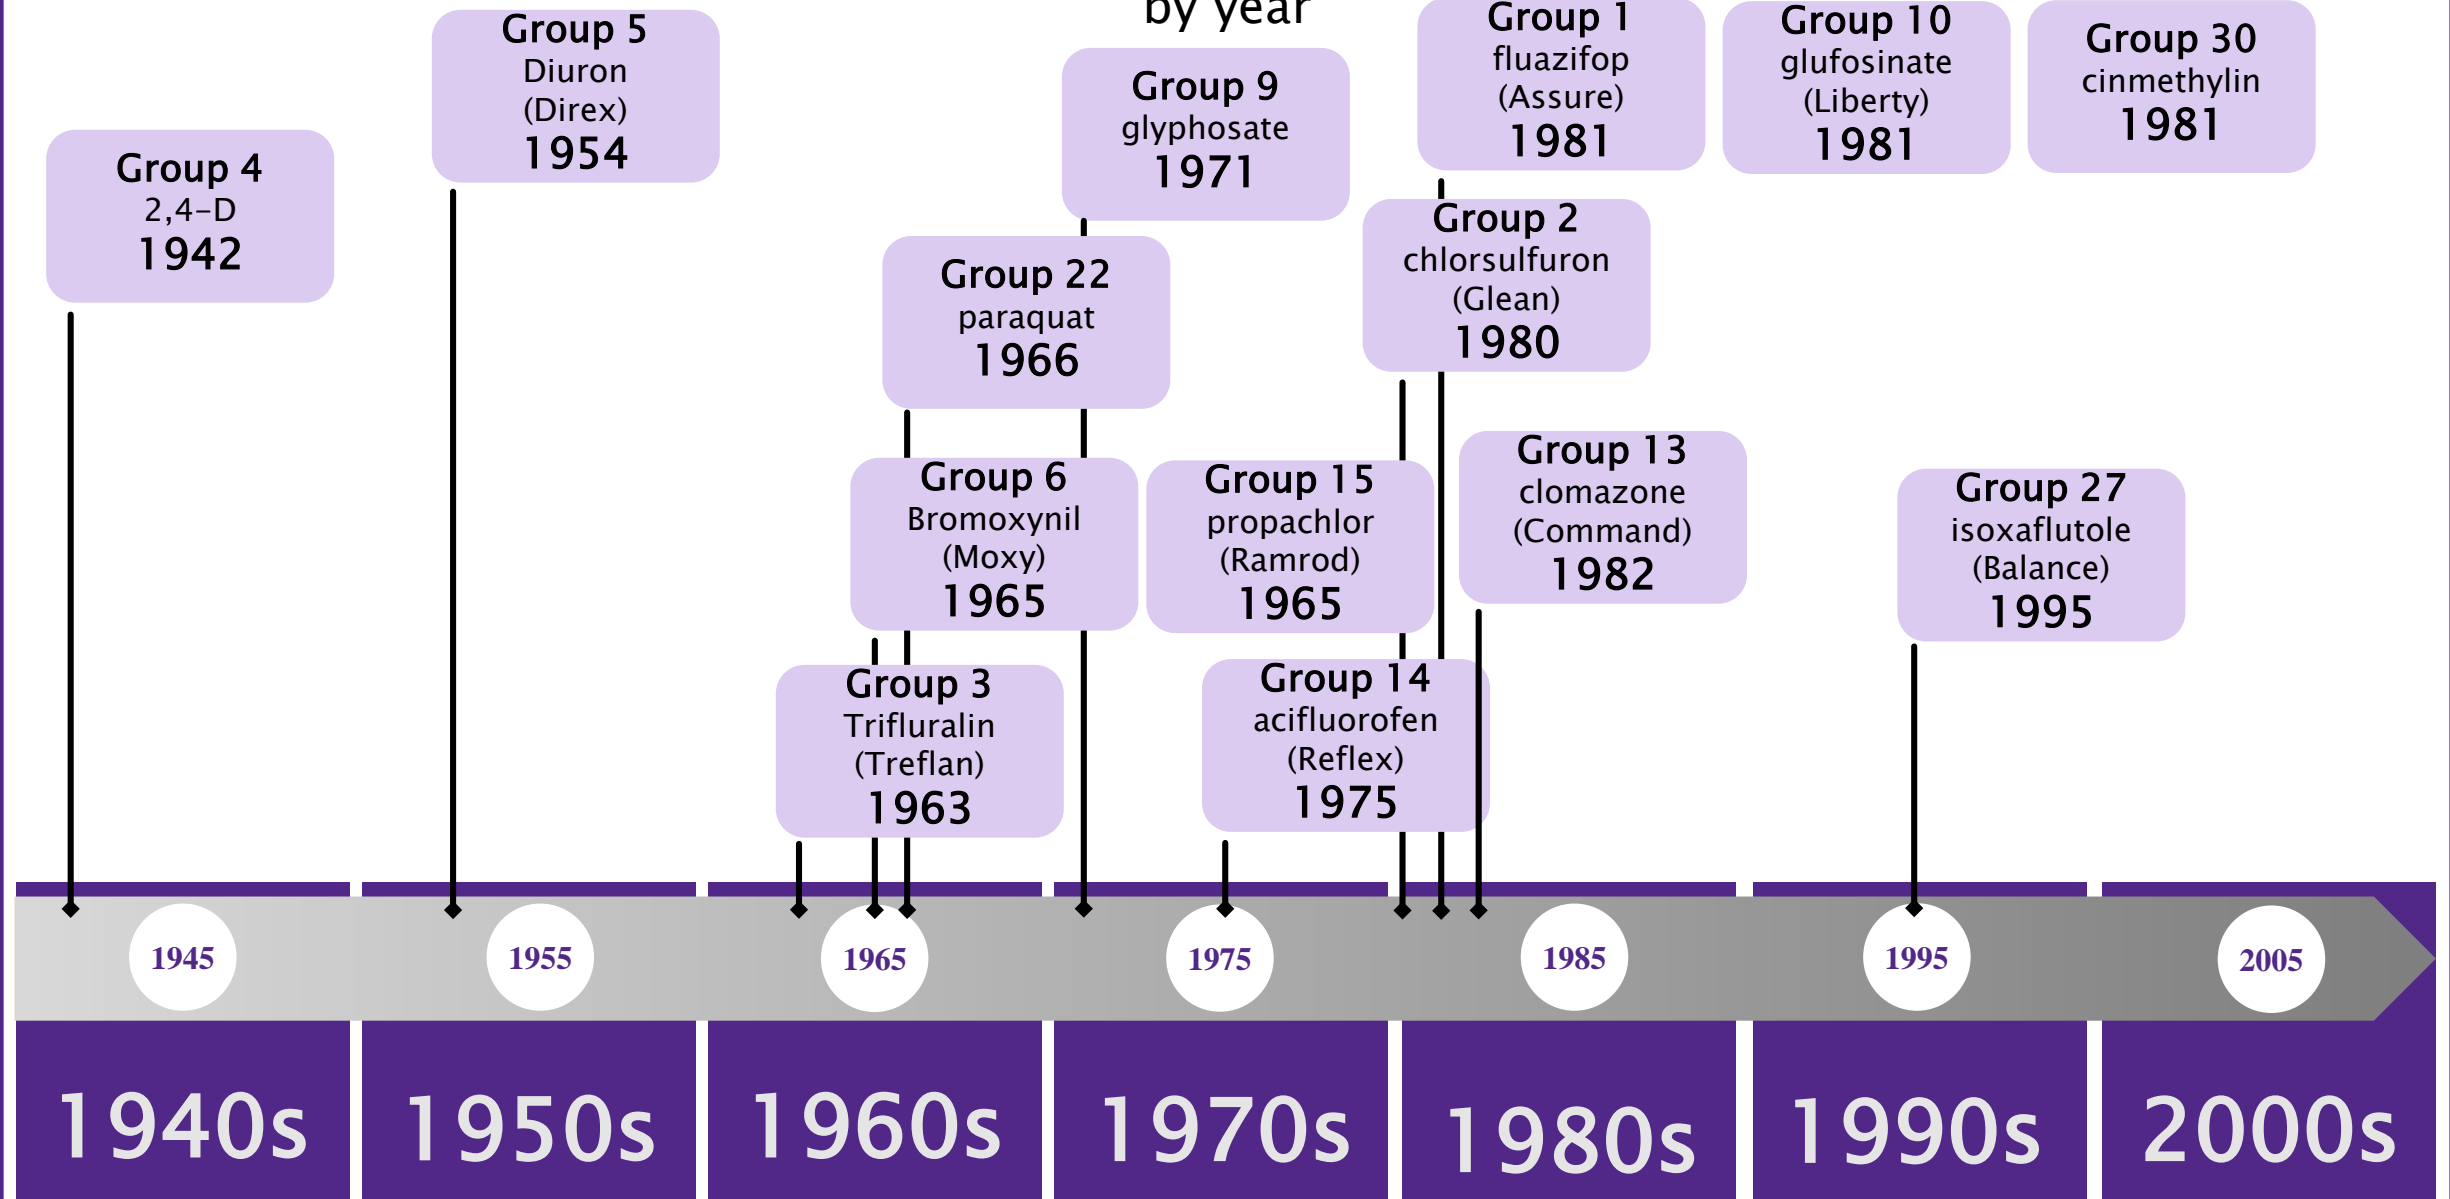 by year
Group 4
2,4-D
1942
Group 5
Diuron
(Direx)
1954
Group 9
glyphosate
1971
Group 1
fluazifop
(Assure)
1981
Group 10
glufosinate
(Liberty)
1981
Group 30
cinmethylin
1981
Group 22
paraquat
1966
Group 2
chlorsulfuron
(Glean)
1980
Group 6
Bromoxynil
(Moxy)
1965
Group 15
propachlor
(Ramrod)
1965
Group 13
clomazone
(Command)
1982
Group 27
isoxaflutole
(Balance)
1995
Group 3
Trifluralin
(Treflan)
1963
Group 14
acifluorofen
(Reflex)
1975
1945
1955
1965
1975
1985
1995
2005
1940s
1950s
1960s
1970s
1980s
1990s
2000s